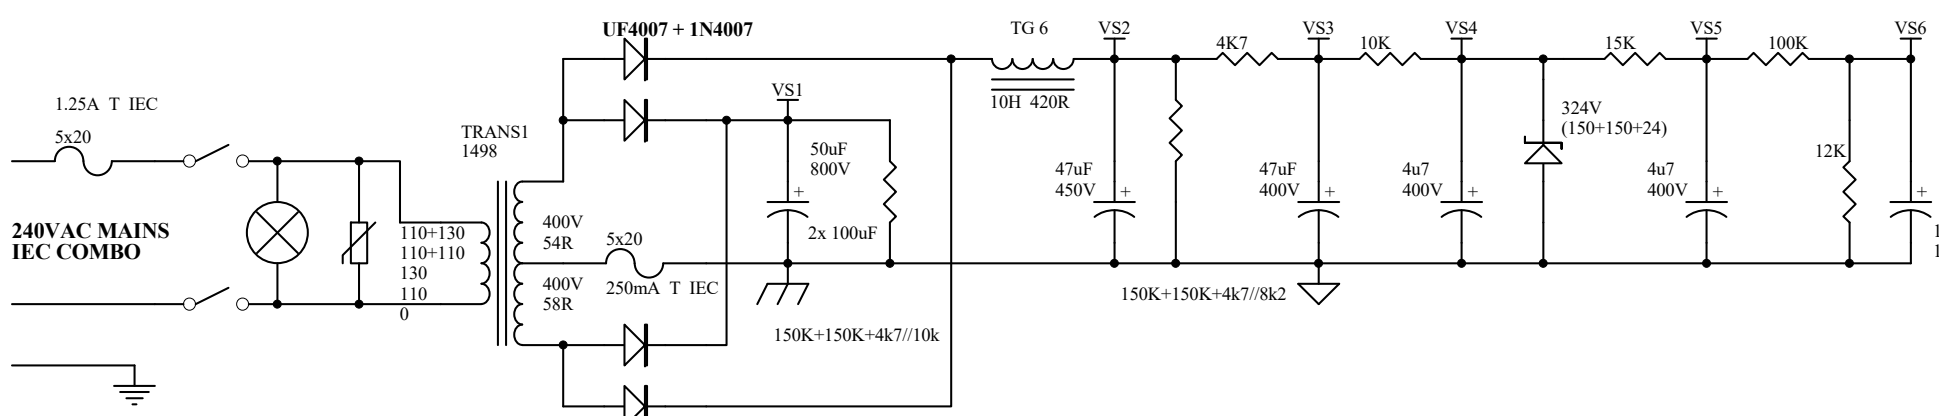 UF4007 + 1N4007
TG 6
VS2
VS3
VS4
VS5
VS6
4K7
10K
15K
100K
1.25A T IEC
5x20
TRANS1
1498
VS1
10H 420R
324V
(150+150+24)
50uF
800V
47uF
450V
47uF
400V
4u7
400V
4u7
400V
12K
240VAC MAINS
IEC COMBO
110+130
110+110
130
110
0
400V
54R
400V
58R
5x20
250mA T IEC
2x 100uF
150K+150K+4k7//8k2
150K+150K+4k7//10k